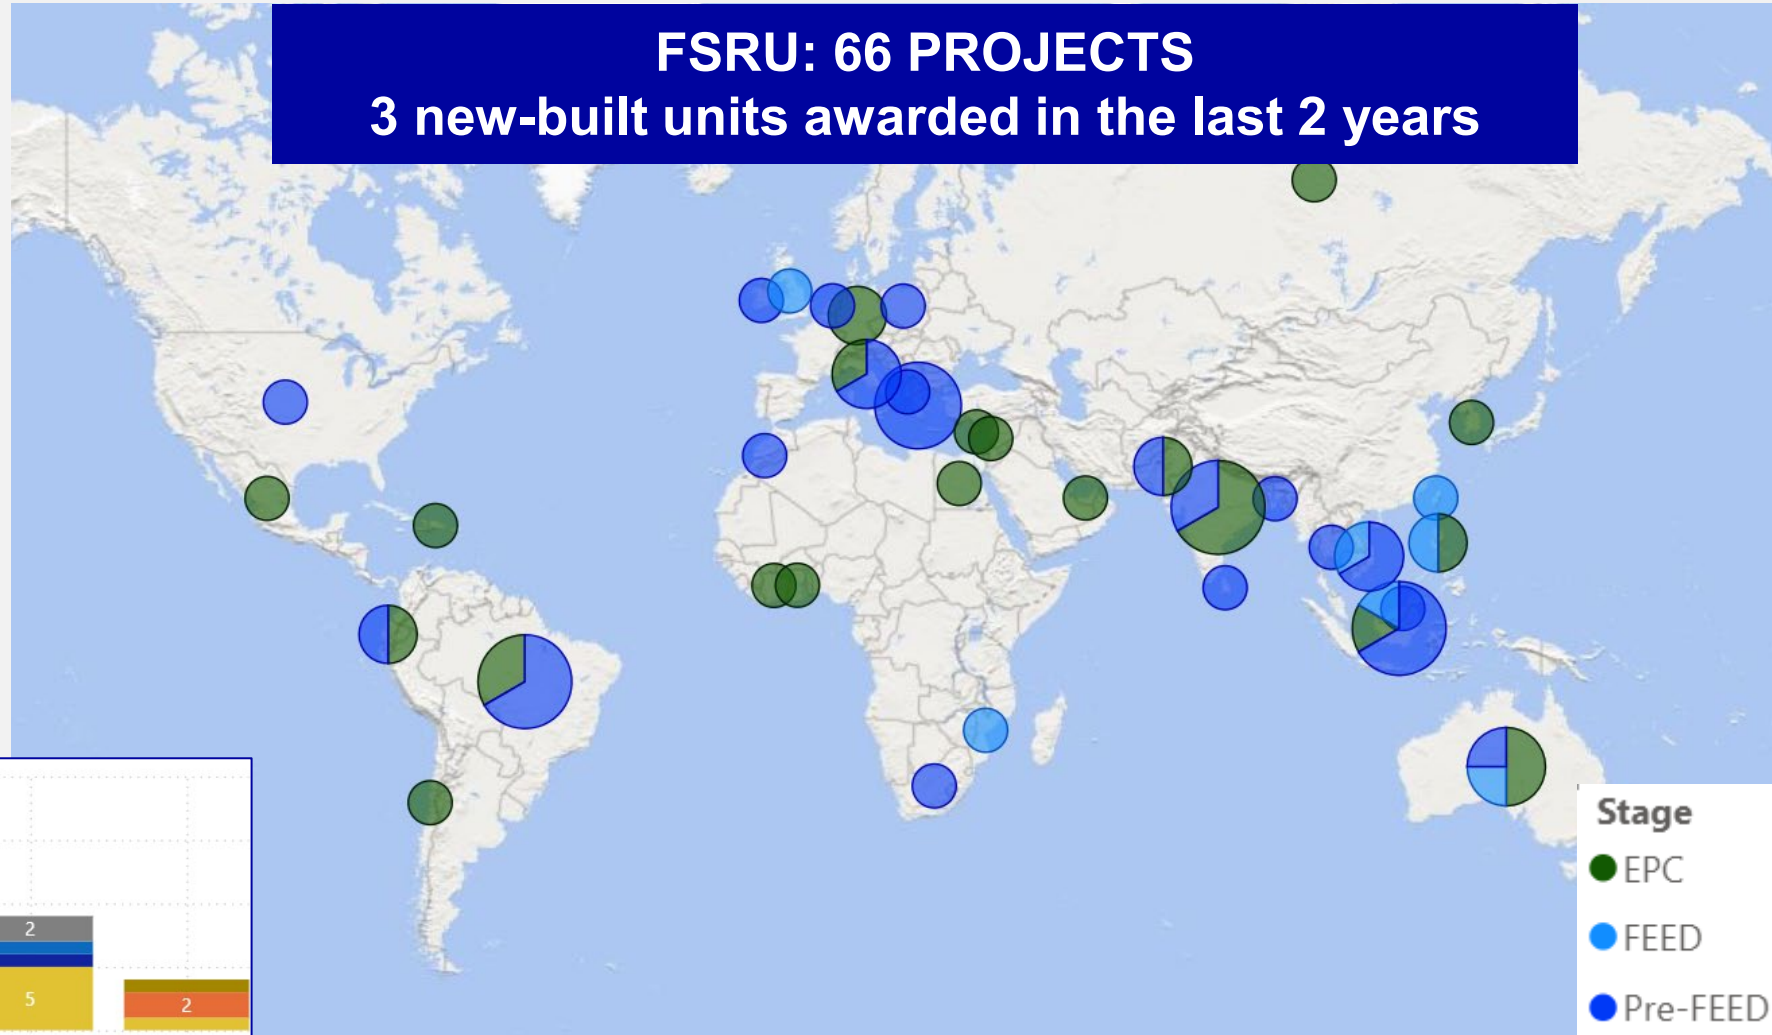 FSRU: 66 PROJECTS
3 new-built units awarded in the last 2 years
2
5
2
Stage
EPC
FEED
Pre-FEED